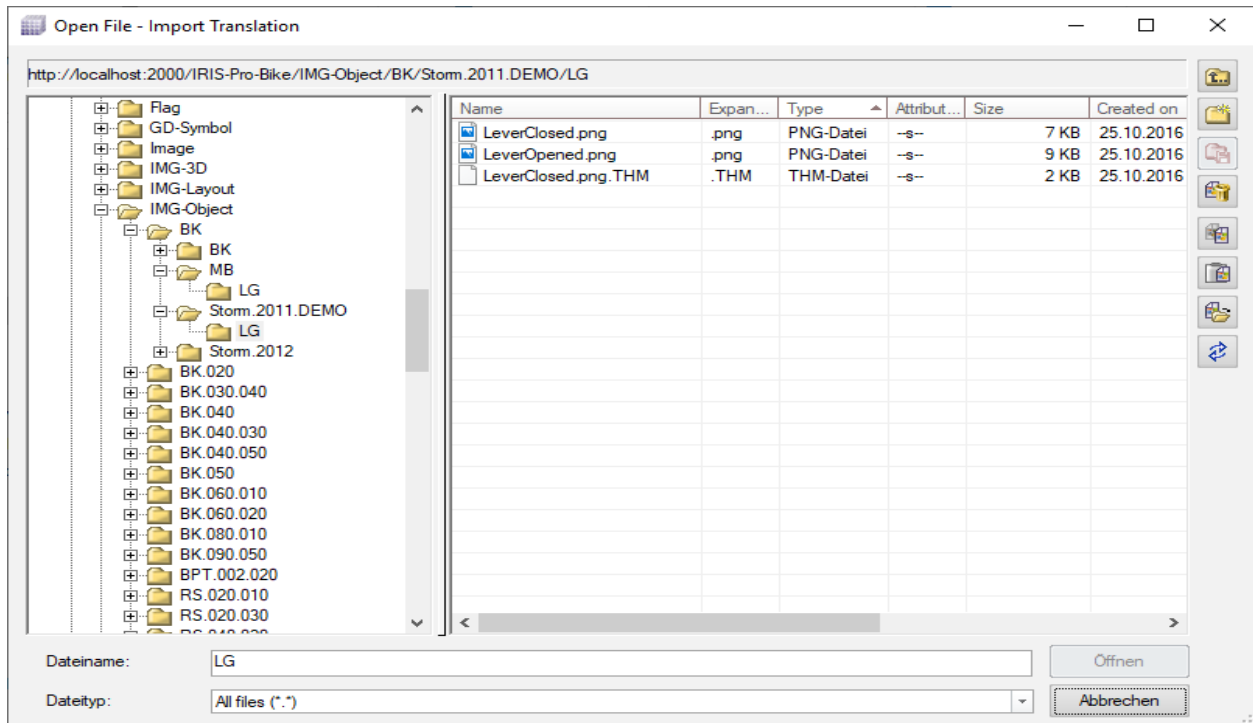 Open File - Import Translation
http://localhost:2000/IRIS-Pro-Bike/IMG-Object/BK/Storm.2011.DEMO/LG
Flag
GD-Symbol
Image
IMG-3D
IMG-Layout
IMG-Object
BK
BK
MB
LG
Storm.2011.DEMO
LG
Storm.2012
BK.020
BK.030.040
BK.040
BK.040.030
BK.040.050
BK.050
BK.060.010
BK.060.020
BK.080.010
BK.090.050
BPT.002.020
RS.020.010
RS.020.030
Name Expan... Type Attribut... Size Created on
LeverClosed.png .png PNG-Datei --s-- 7 KB 25.10.2016
LeverOpened.png .png PNG-Datei --s-- 9 KB 25.10.2016
LeverClosed.png.THM .THM THM-Datei --s-- 2 KB 25.10.2016
Dateiname: LG Öffnen
Dateityp: All files (*.*) Abbrechen